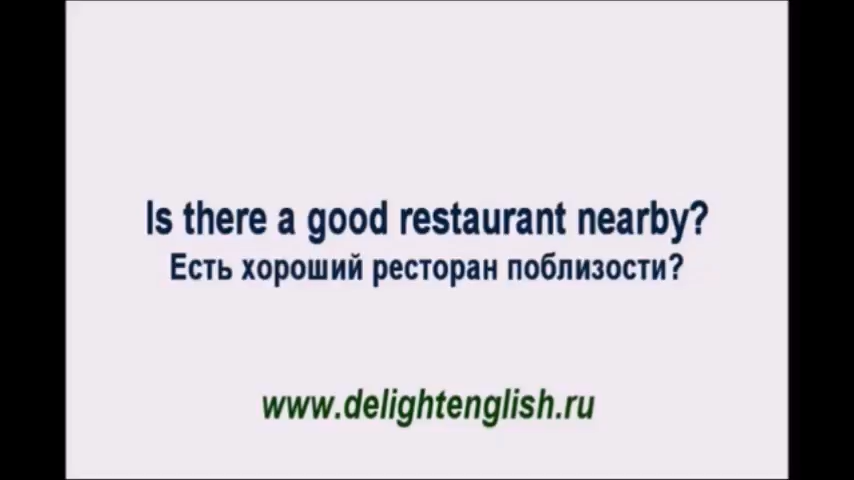 Is there a good restaurant nearby?
Есть хороший ресторан поблизости?
www.delightenglish.ru